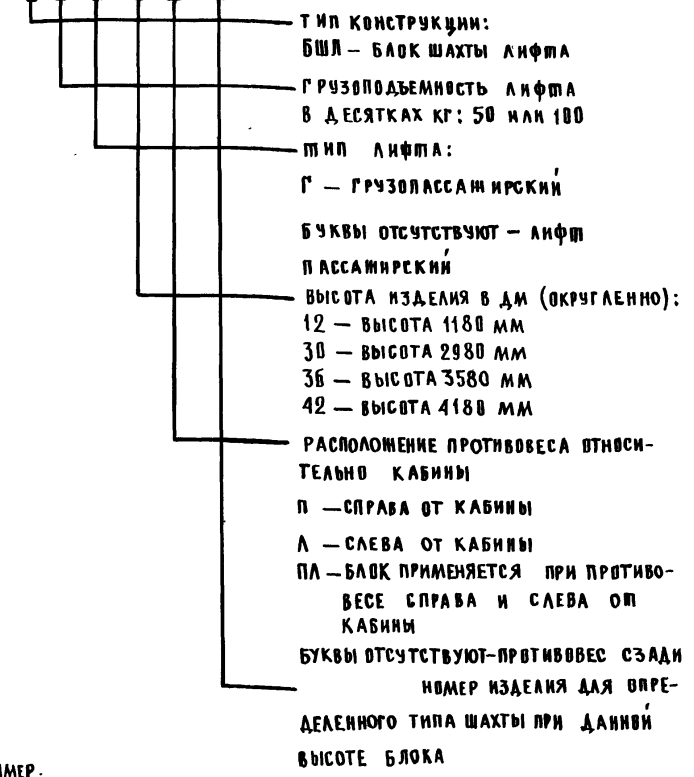 ТИП КОНСТРУКЦИИ:
БШЛ – БЛОК ШАХТЫ ЛИФТА
ГРУЗОПОДЪЕМНОСТЬ ЛИФТА
В ДЕСЯТКАХ КГ: 50 ИЛИ 100
ТИП ЛИФТА:
Г – ГРУЗОПАССАЖИРСКИЙ
БУКВЫ ОТСУТСТВУЮТ – ЛИФТ
ПАССАЖИРСКИЙ
ВЫСОТА ИЗДЕЛИЯ В ДМ (ОКРУГЛЕННО):
12 – ВЫСОТА 1180 ММ
30 – ВЫСОТА 2980 ММ
36 – ВЫСОТА 3580 ММ
42 – ВЫСОТА 4180 ММ
РАСПОЛОЖЕНИЕ ПРОТИВОВЕСА ОТНОСИ-
ТЕЛЬНО КАБИНЫ
П – СПРАВА ОТ КАБИНЫ
Л – СЛЕВА ОТ КАБИНЫ
ПЛ – БЛОК ПРИМЕНЯЕТСЯ ПРИ ПРОТИВО-
ВЕСЕ СПРАВА И СЛЕВА ОТ
КАБИНЫ
БУКВЫ ОТСУТСТВУЮТ-ПРОТИВОВЕС СЗАДИ
НОМЕР ИЗДЕЛИЯ ДЛЯ ОПРЕ-
ДЕЛЕННОГО ТИПА ШАХТЫ ПРИ ДАННОЙ
ВЫСОТЕ БЛОКА